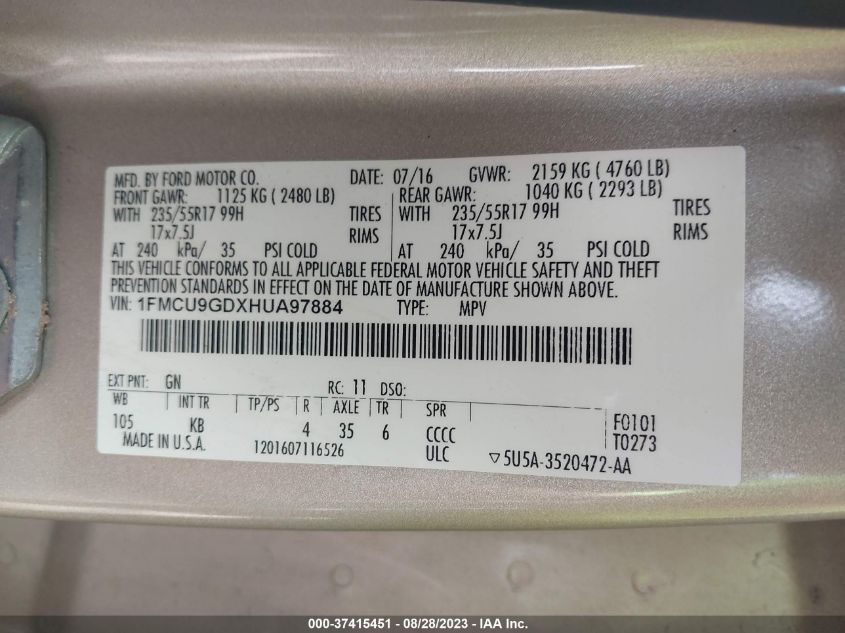 MFD. BY FORD MOTOR CO. DATE: 07/16 GVWR: 2159 KG ( 4760 LB)
FRONT GAWR: 1125 KG ( 2480 LB) REAR GAWR: 1040 KG ( 2293 LB)
WITH 235/55R17 99H TIRES WITH 235/55R17 99H TIRES
17x7.5J RIMS 17x7.5J RIMS
AT 240 kPa/ 35 PSI COLD AT 240 kPa/ 35 PSI COLD
THIS VEHICLE CONFORMS TO ALL APPLICABLE FEDERAL MOTOR VEHICLE SAFETY AND THEFT
PREVENTION STANDARDS IN EFFECT ON THE DATE OF MANUFACTURE SHOWN ABOVE.
VIN: 1FMCU9GDXHUA97884 TYPE: MPV
EXT PNT: GN RC: 11 DSO:
WB INT TR TP/PS R AXLE TR SPR
105 KB 4 35 6 CCCC F0101
MADE IN U.S.A. 1201607116526 ULC ▽5U5A-3520472-AA T0273
000-37415451 - 08/28/2023 - IAA Inc.